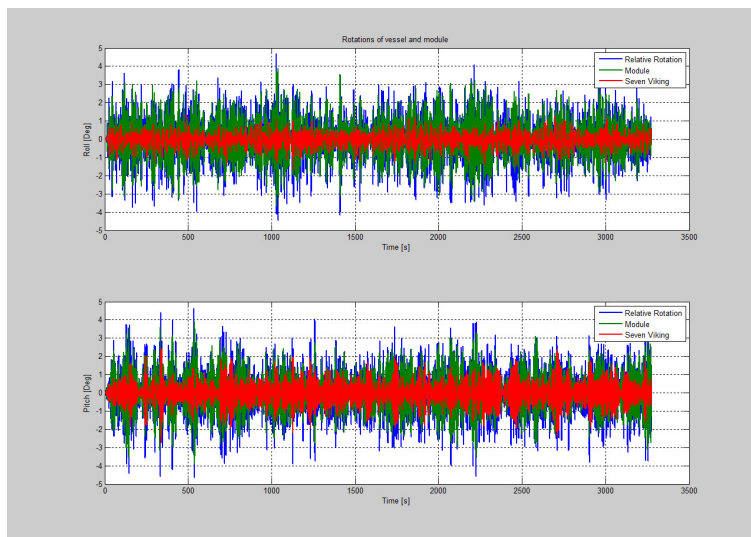 Rotations of vessel and module
5
4
3
2
1
0
-1
-2
-3
-4
-5
Roll [Deg]
Relative Rotation
Module
Seven Viking
0 500 1000 1500 2000 2500 3000 3500
Time [s]
5
4
3
2
1
0
-1
-2
-3
-4
-5
Pitch [Deg]
Relative Rotation
Module
Seven Viking
0 500 1000 1500 2000 2500 3000 3500
Time [s]